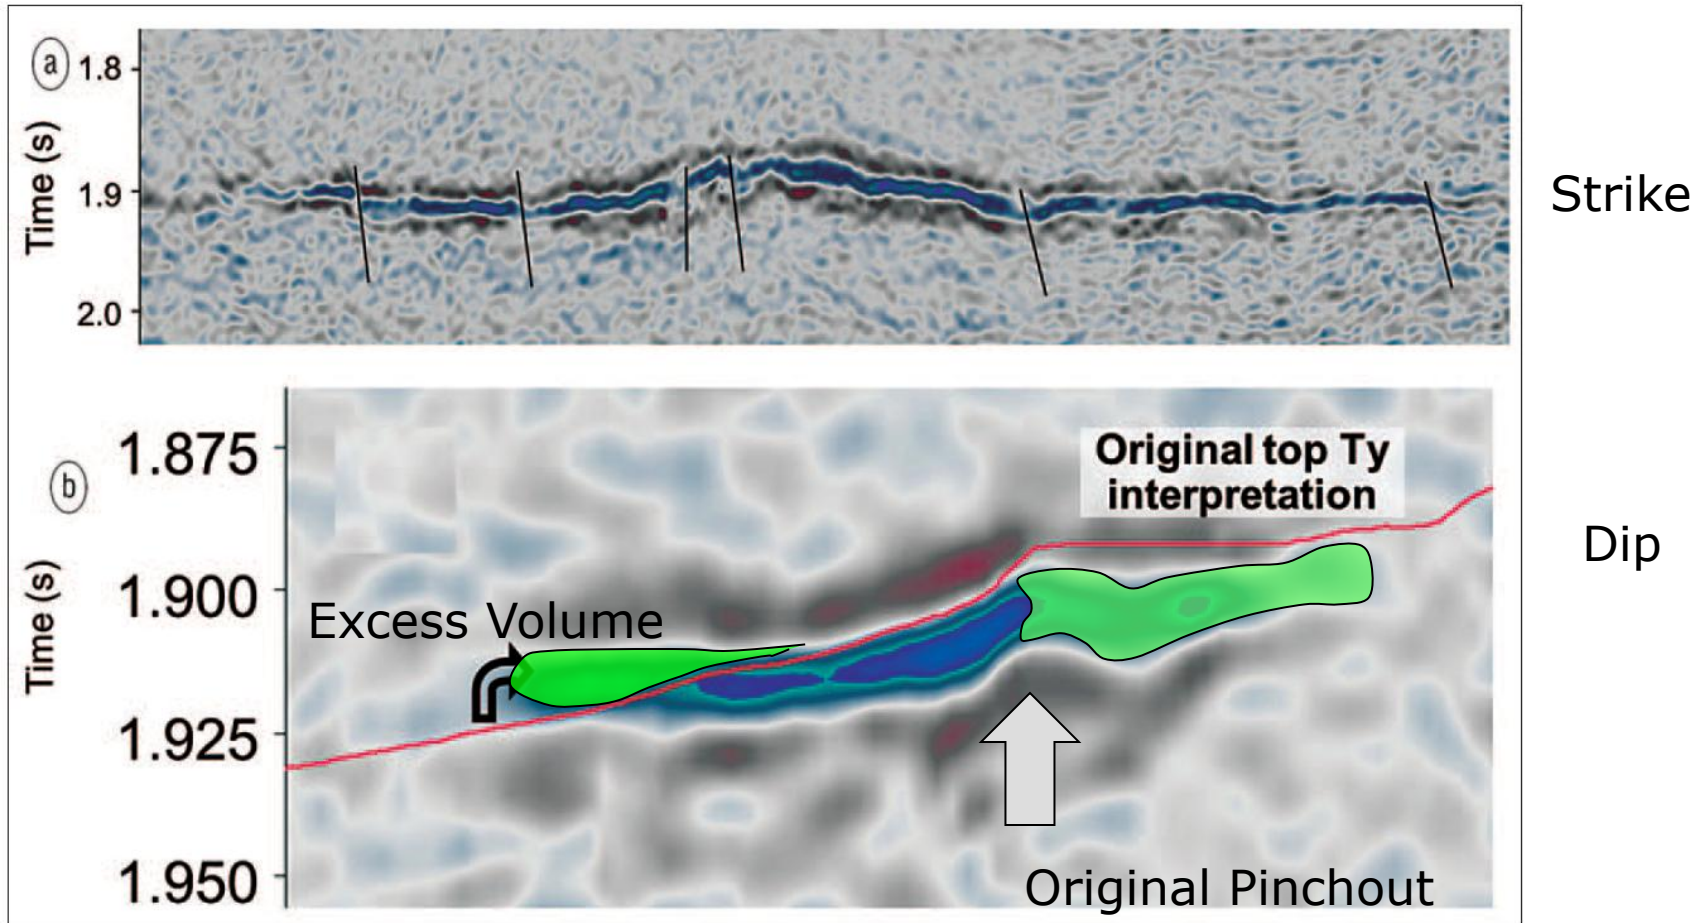 a
1.8
1.9
2.0
Time (s)
Strike
b
1.875
1.900
1.925
1.950
Time (s)
Original top Ty
interpretation
Excess Volume
Dip
Original Pinchout